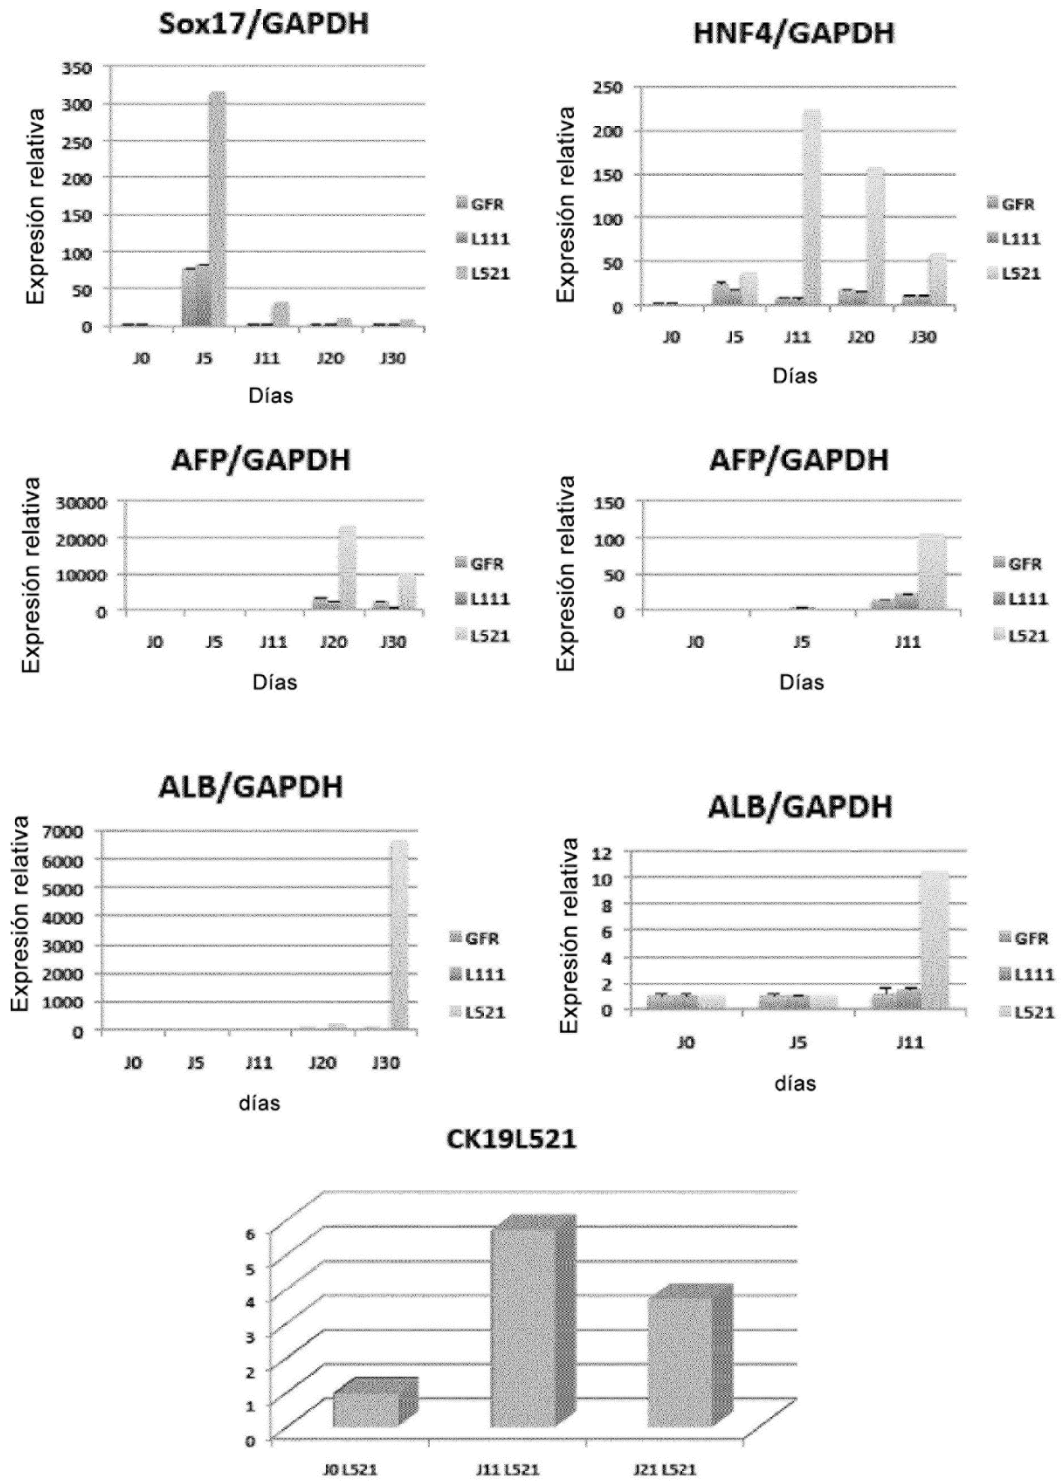 Sox17/GAPDH
Expresión relativa
350
300
250
200
150
100
50
0
J0 J5 J11 J20 J30
Días
GFR
L111
L521
HNF4/GAPDH
Expresión relativa
250
200
150
100
50
0
J0 J5 J11 J20 J30
Días
GFR
L111
L521
AFP/GAPDH
Expresión relativa
30000
20000
10000
0
J0 J5 J11 J20 J30
Días
GFR
L111
L521
AFP/GAPDH
Expresión relativa
150
100
50
0
J0 J5 J11
Días
GFR
L111
L521
ALB/GAPDH
Expresión relativa
7000
6000
5000
4000
3000
2000
1000
0
J0 J5 J11 J20 J30
días
GFR
L111
L521
ALB/GAPDH
Expresión relativa
12
10
8
6
4
2
0
J0 J5 J11
días
GFR
L111
L521
CK19L521
6
5
4
3
2
1
0
J0 L521 J11 L521 J21 L521